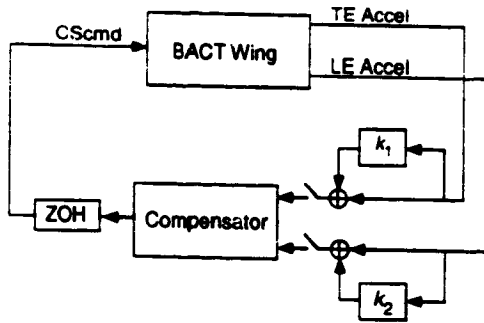 TE Accel
CScmd
BACT Wing
LE Accel
k1
ZOH
Compensator
k2